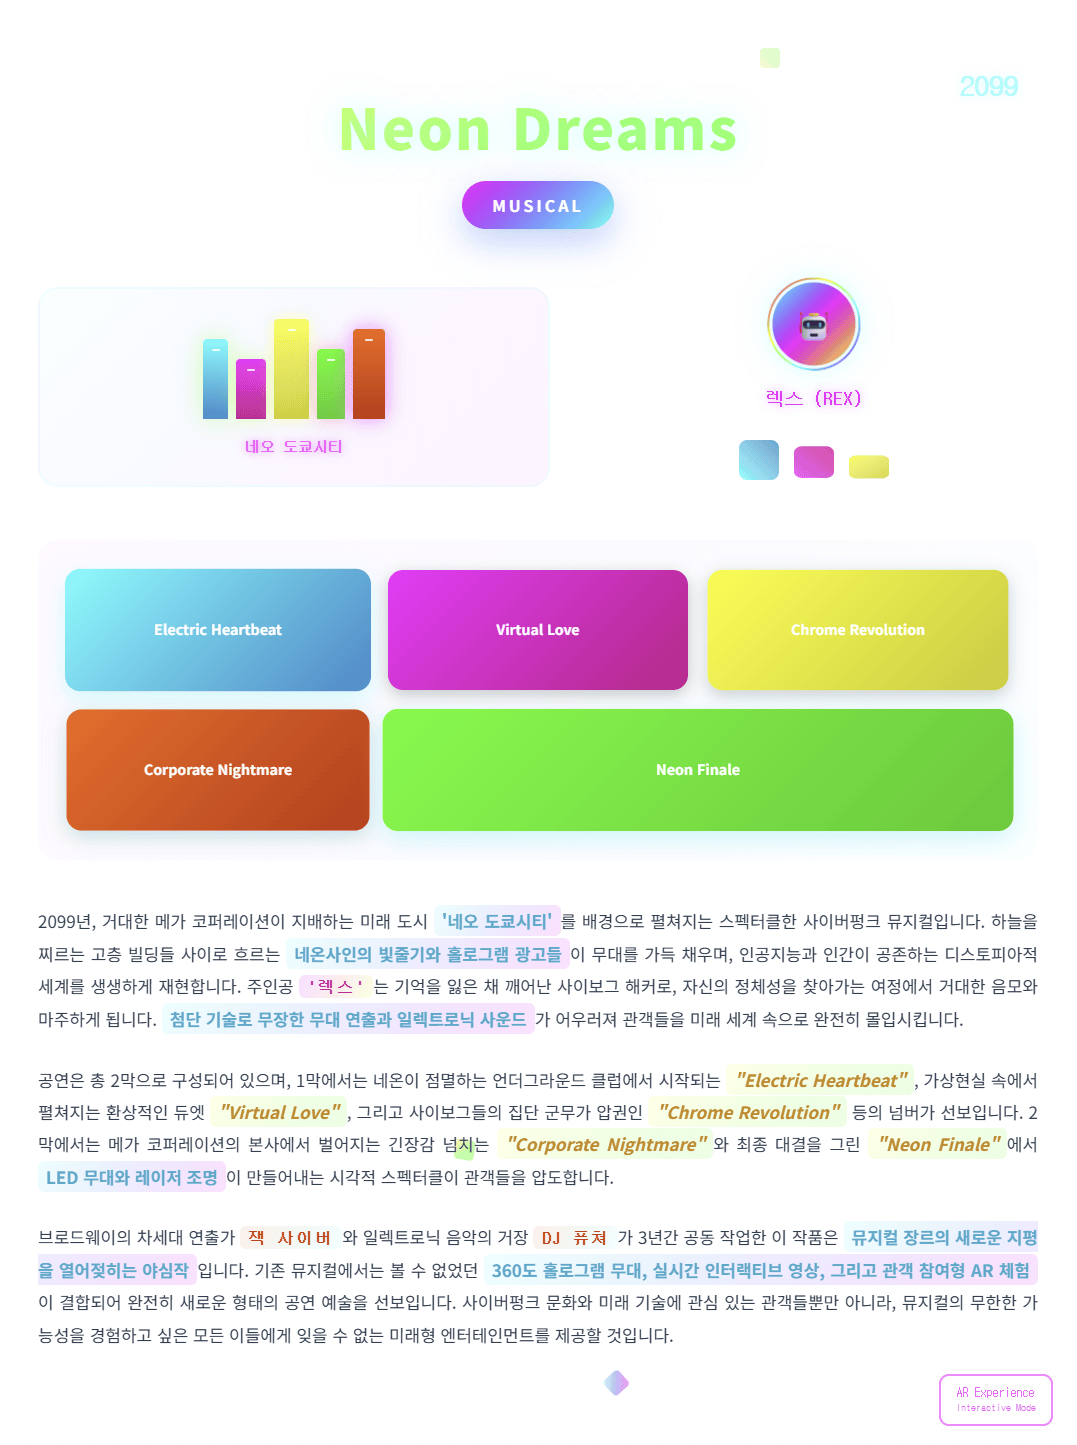 2099
Neon Dreams
MUSICAL
네오 도쿄시티
렉스 (REX)
Electric Heartbeat
Virtual Love
Chrome Revolution
Corporate Nightmare
Neon Finale
2099년, 거대한 메가 코퍼레이션이 지배하는 미래 도시 '네오 도쿄시티'를 배경으로 펼쳐지는 스펙터클한 사이버펑크 뮤지컬입니다. 하늘을
찌르는 고층 빌딩들 사이로 흐르는 네온사인의 빛줄기와 홀로그램 광고들이 무대를 가득 채우며, 인공지능과 인간이 공존하는 디스토피아적
세계를 생생하게 재현합니다. 주인공 '렉스'는 기억을 잃은 채 깨어난 사이보그 해커로, 자신의 정체성을 찾아가는 여정에서 거대한 음모와
마주하게 됩니다. 첨단 기술로 무장한 무대 연출과 일렉트로닉 사운드가 어우러져 관객들을 미래 세계 속으로 완전히 몰입시킵니다.
공연은 총 2막으로 구성되어 있으며, 1막에서는 네온이 점멸하는 언더그라운드 클럽에서 시작되는 "Electric Heartbeat", 가상현실 속에서
펼쳐지는 환상적인 듀엣 "Virtual Love", 그리고 사이보그들의 집단 군무가 압권인 "Chrome Revolution" 등의 넘버가 선보입니다. 2
막에서는 메가 코퍼레이션의 본사에서 벌어지는 긴장감 넘치는 "Corporate Nightmare"와 최종 대결을 그린 "Neon Finale"에서
LED 무대와 레이저 조명이 만들어내는 시각적 스펙터클이 관객들을 압도합니다.
브로드웨이의 차세대 연출가 잭 사이버와 일렉트로닉 음악의 거장 DJ 퓨쳐가 3년간 공동 작업한 이 작품은 뮤지컬 장르의 새로운 지평
을 열어젖히는 야심작입니다. 기존 뮤지컬에서는 볼 수 없었던 360도 홀로그램 무대, 실시간 인터랙티브 영상, 그리고 관객 참여형 AR 체험
이 결합되어 완전히 새로운 형태의 공연 예술을 선보입니다. 사이버펑크 문화와 미래 기술에 관심 있는 관객들뿐만 아니라, 뮤지컬의 무한한 가
능성을 경험하고 싶은 모든 이들에게 잊을 수 없는 미래형 엔터테인먼트를 제공할 것입니다.
AR Experience
Interactive Mode